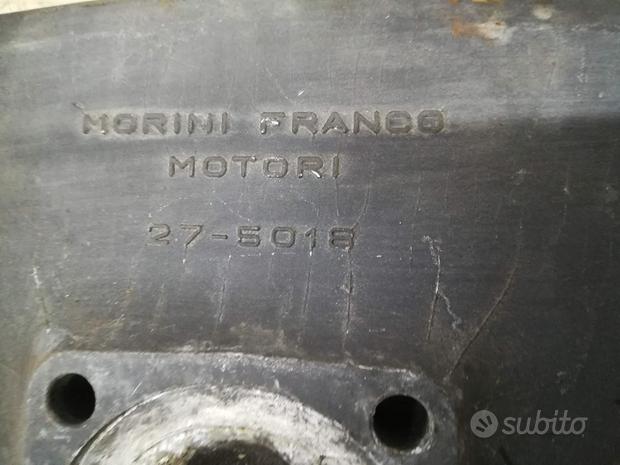 MORINI FRANCO
MOTORI
27-5018
subito